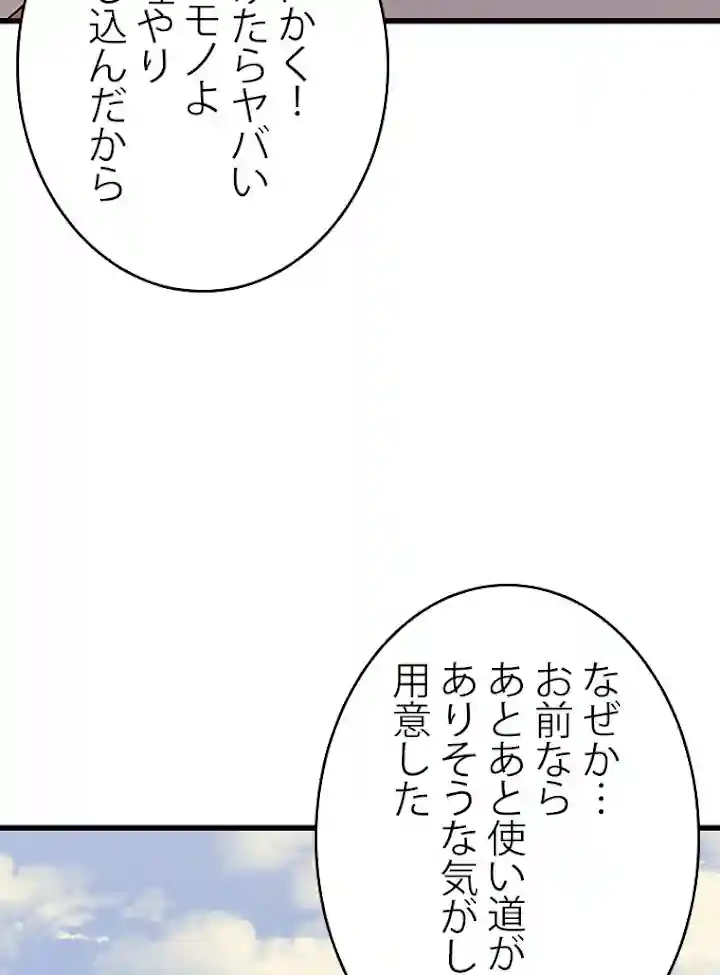 かく！
たらヤバい
モノよ
やり
込んだから
なぜか…
お前なら
あとあと使い道が
ありそうな気がし
用意した